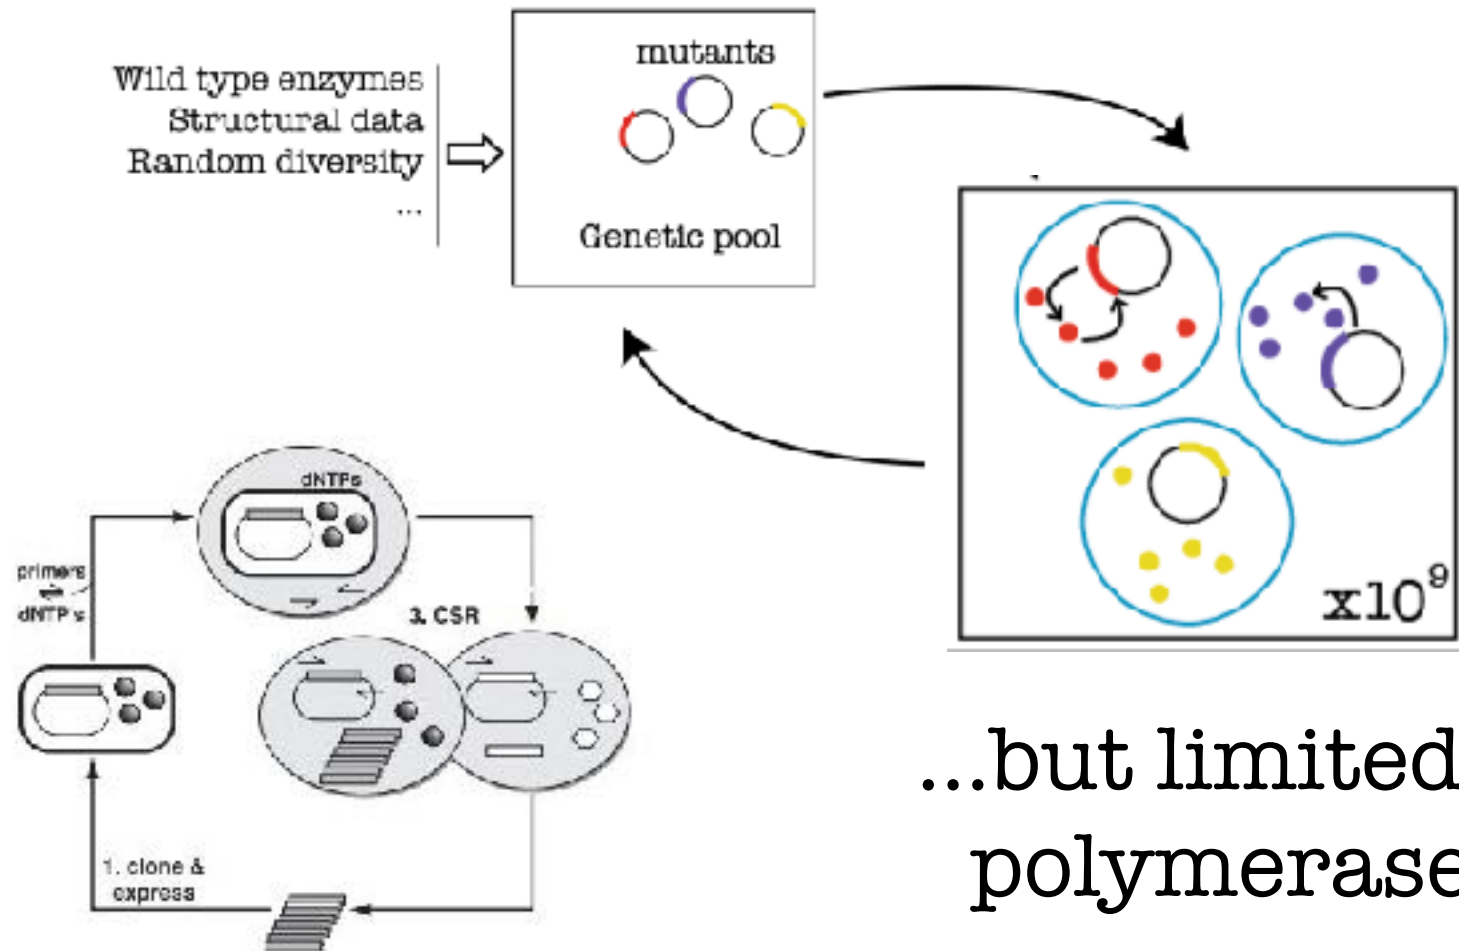 Wild type enzymes
Structural data
Random diversity
...
mutants
Genetic pool
x10⁹
dNTPs
primers
dNTP's
3. CSR
1. clone &
express
...but limited
polymerase